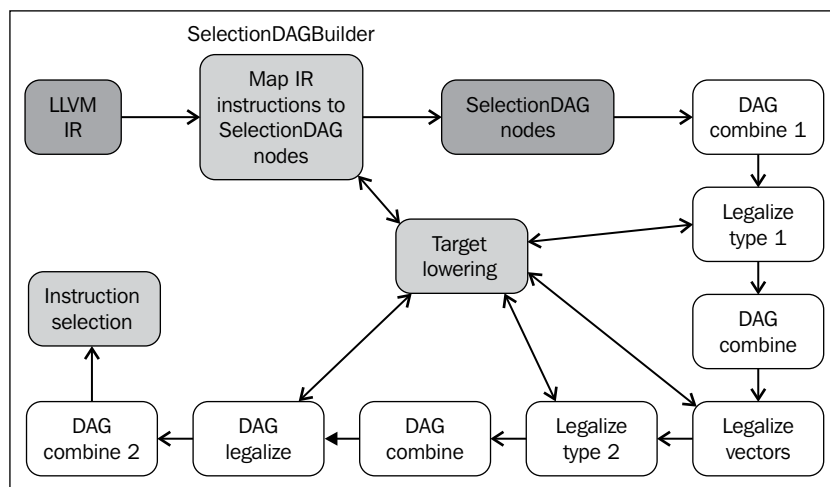 SelectionDAGBuilder
LLVM
IR
Map IR
instructions to
SelectionDAG
nodes
SelectionDAG
nodes
DAG
combine 1
Legalize
type 1
Target
lowering
Instruction
selection
DAG
combine
DAG
combine 2
DAG
legalize
DAG
combine
Legalize
type 2
Legalize
vectors